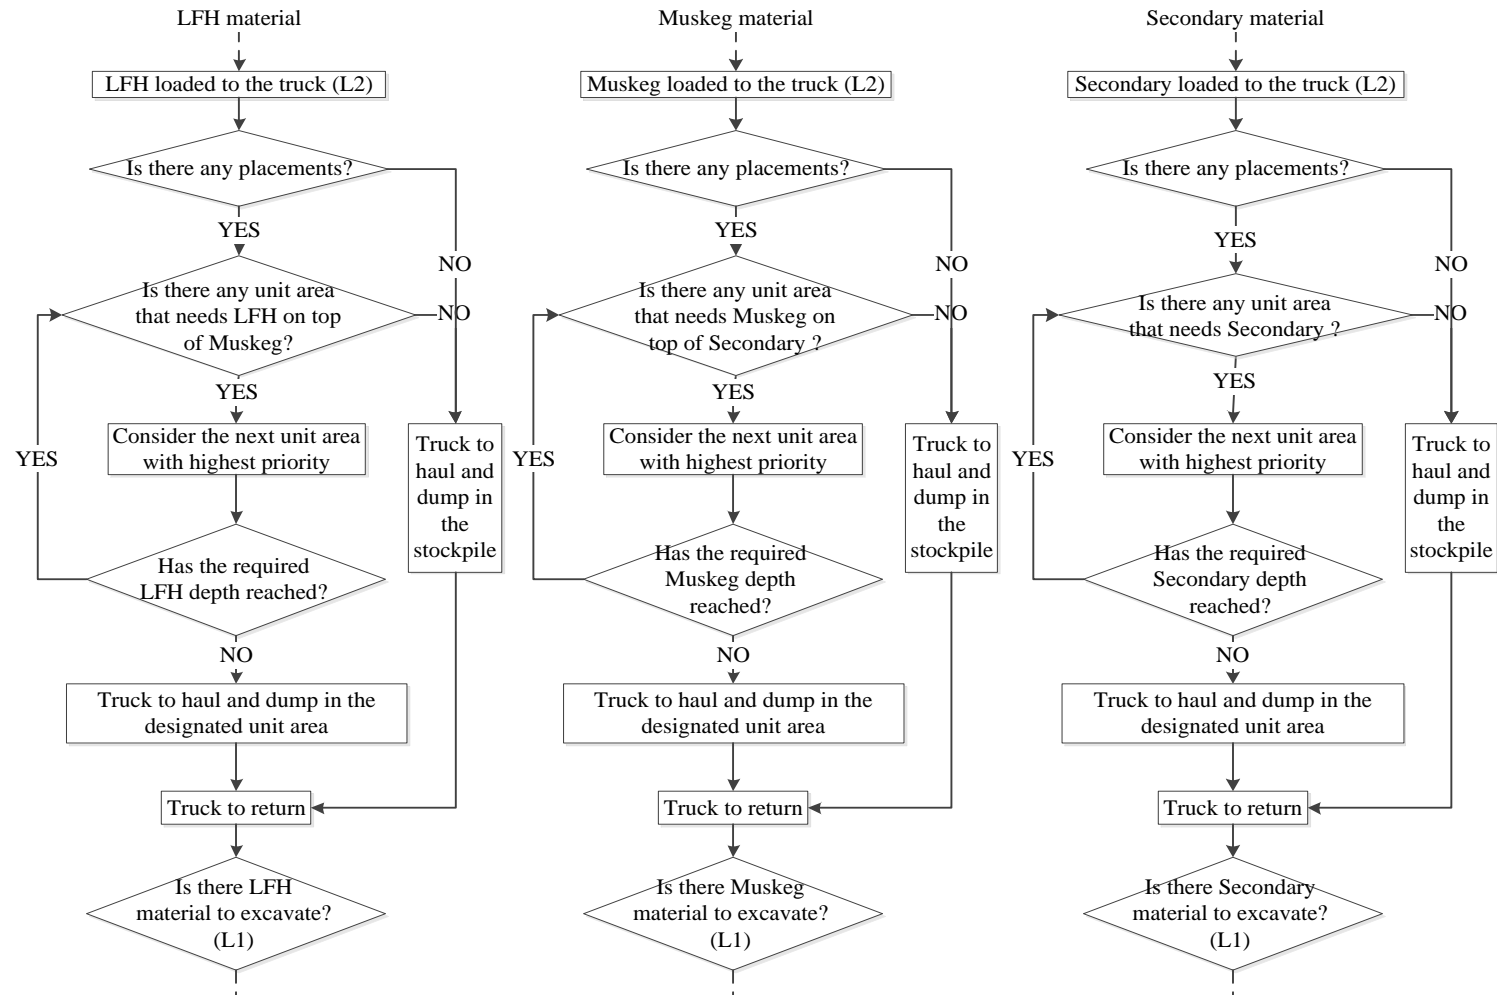 LFH material
LFH loaded to the truck (L2)
Is there any placements?
YES
NO
Is there any unit area
that needs LFH on top
of Muskeg?
NO
YES
Consider the next unit area
with highest priority
YES
Truck to
haul and
dump in
the
stockpile
Has the required
LFH depth reached?
NO
Truck to haul and dump in the
designated unit area
Truck to return
Is there LFH
material to excavate?
(L1)
Muskeg material
Muskeg loaded to the truck (L2)
Is there any placements?
YES
NO
Is there any unit area
that needs Muskeg on
top of Secondary ?
NO
YES
Consider the next unit area
with highest priority
YES
Truck to
haul and
dump in
the
stockpile
Has the required
Muskeg depth
reached?
NO
Truck to haul and dump in the
designated unit area
Truck to return
Is there Muskeg
material to excavate?
(L1)
Secondary material
Secondary loaded to the truck (L2)
Is there any placements?
YES
NO
Is there any unit area
that needs Secondary ?
NO
YES
Consider the next unit area
with highest priority
YES
Truck to
haul and
dump in
the
stockpile
Has the required
Secondary depth
reached?
NO
Truck to haul and dump in the
designated unit area
Truck to return
Is there Secondary
material to excavate?
(L1)